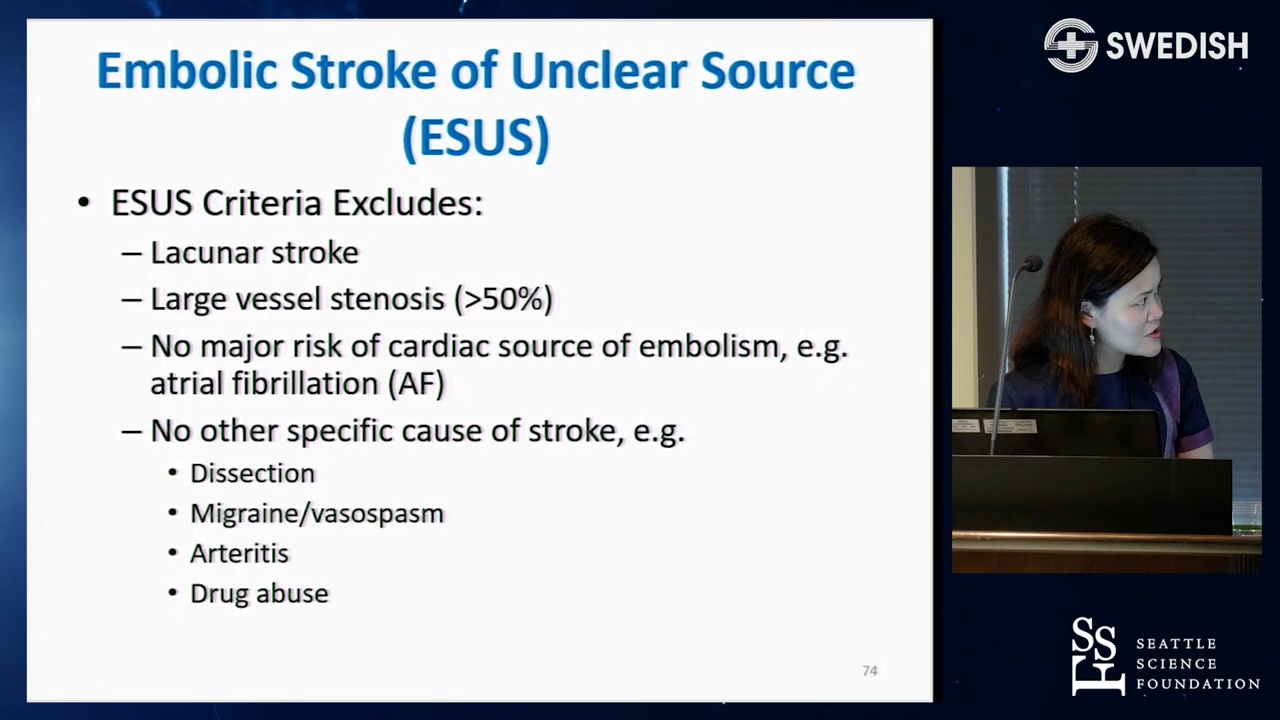 Embolic Stroke of Unclear Source
(ESUS)
• ESUS Criteria Excludes:
– Lacunar stroke
– Large vessel stenosis (>50%)
– No major risk of cardiac source of embolism, e.g.
atrial fibrillation (AF)
– No other specific cause of stroke, e.g.
• Dissection
• Migraine/vasospasm
• Arteritis
• Drug abuse
74
SWEDISH
SSF
SEATTLE
SCIENCE
FOUNDATION